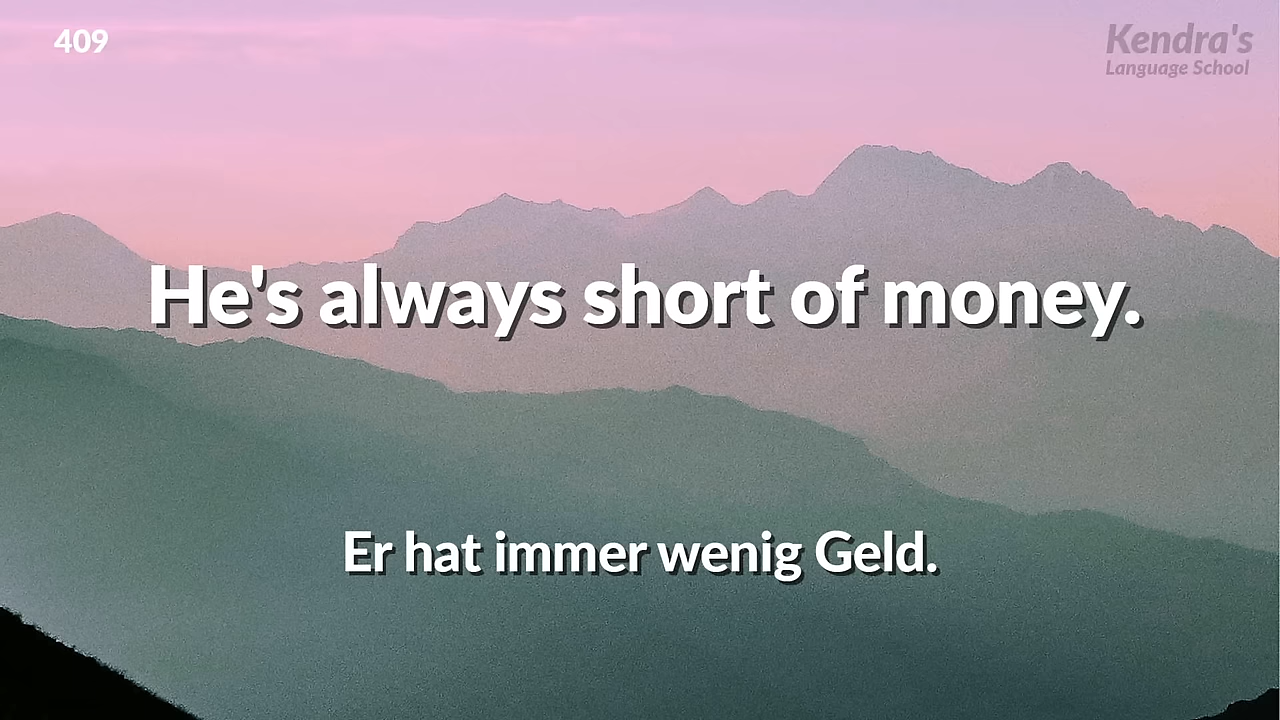 409
Kendra's
Language School
He's always short of money.
Er hat immer wenig Geld.